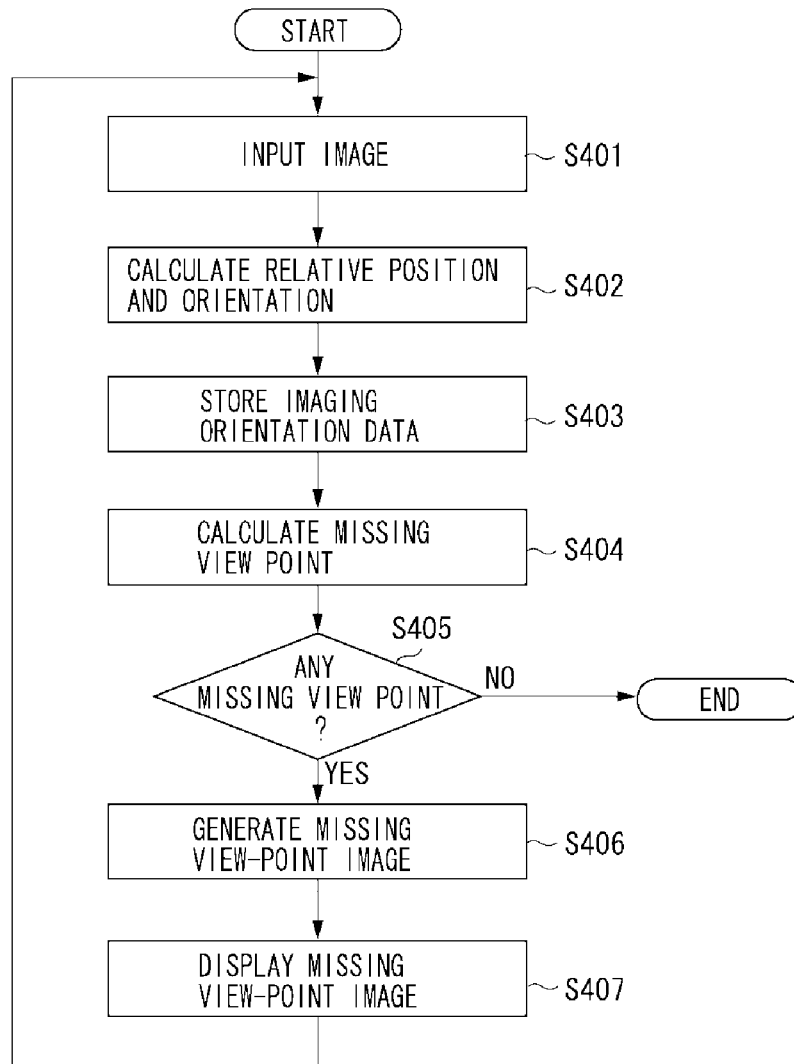 START
INPUT IMAGE
S401
CALCULATE RELATIVE POSITION
AND ORIENTATION
S402
STORE IMAGING
ORIENTATION DATA
S403
CALCULATE MISSING
VIEW POINT
S404
S405
ANY
MISSING VIEW POINT
?
NO
END
YES
GENERATE MISSING
VIEW-POINT IMAGE
S406
DISPLAY MISSING
VIEW-POINT IMAGE
S407